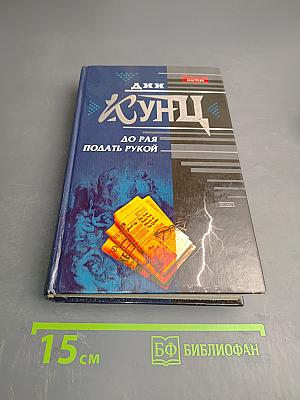 ДИН
КУНЦ
ДО РАЯ
ПОДАТЬ РУКОЙ
15 см
БФ БИБЛИОФАН